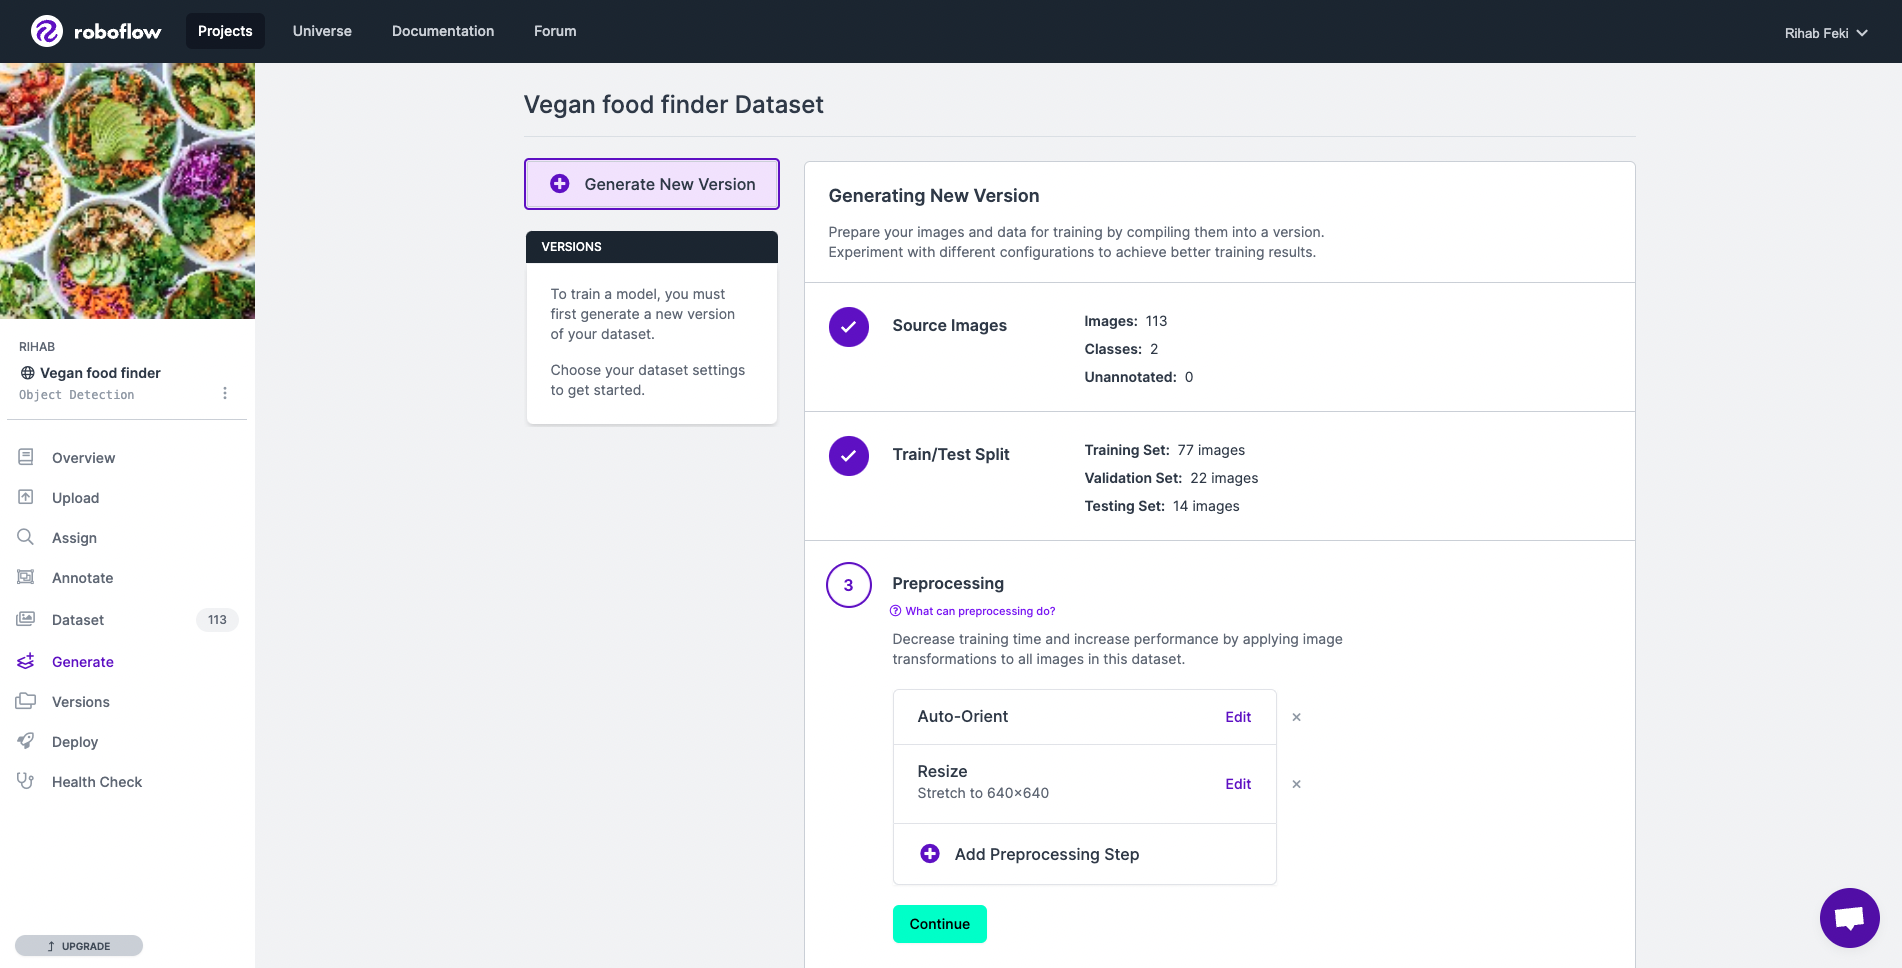 roboflow
Projects
Universe
Documentation
Forum
Rihab Feki
RIHAB
Vegan food finder
Object Detection
Overview
Upload
Assign
Annotate
Dataset 113
Generate
Versions
Deploy
Health Check
UPGRADE
Vegan food finder Dataset
Generate New Version
VERSIONS
To train a model, you must
first generate a new version
of your dataset.
Choose your dataset settings
to get started.
Generating New Version
Prepare your images and data for training by compiling them into a version.
Experiment with different configurations to achieve better training results.
Source Images
Images: 113
Classes: 2
Unannotated: 0
Train/Test Split
Training Set: 77 images
Validation Set: 22 images
Testing Set: 14 images
3 Preprocessing
What can preprocessing do?
Decrease training time and increase performance by applying image
transformations to all images in this dataset.
Auto-Orient Edit ×
Resize
Stretch to 640×640
Edit ×
Add Preprocessing Step
Continue